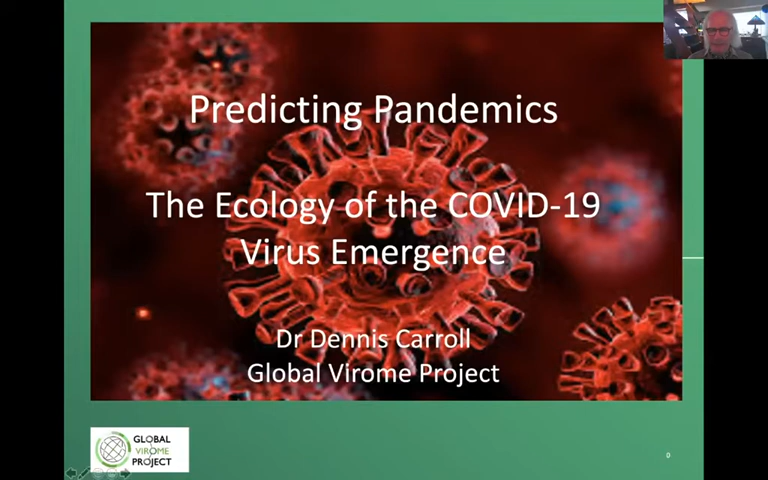 Predicting Pandemics
The Ecology of the COVID-19
Virus Emergence
Dr Dennis Carroll
Global Virome Project
GLOBAL
VIROME
PROJECT
0